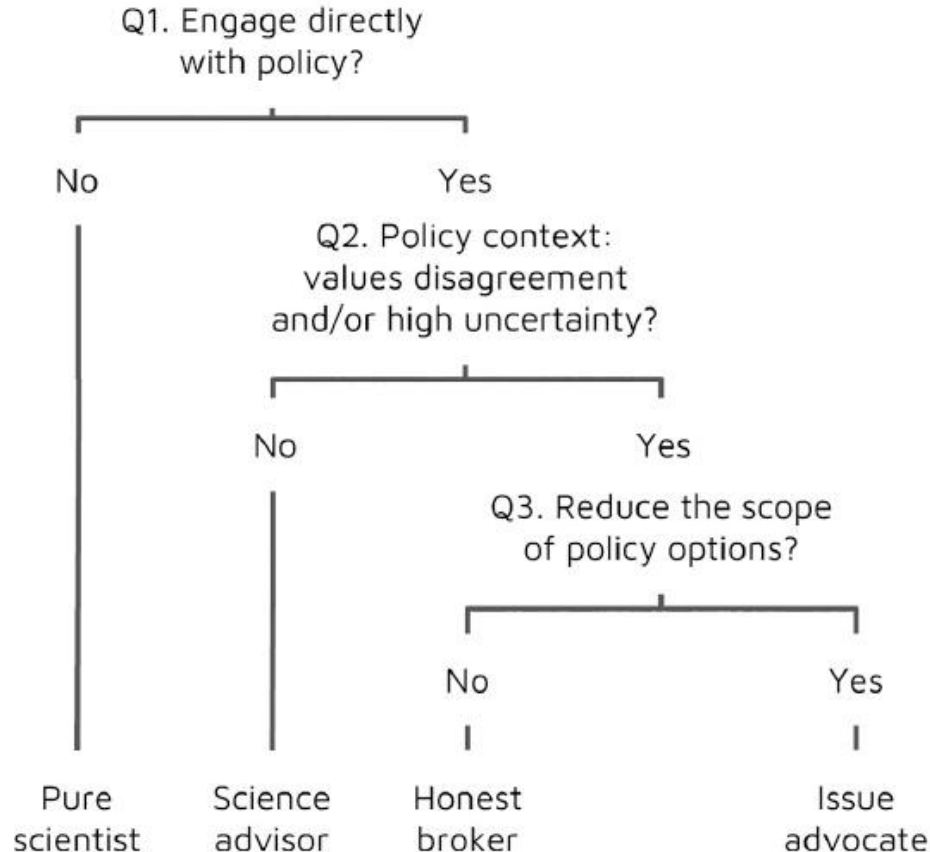 Q1. Engage directly
with policy?
No
Yes
Q2. Policy context:
values disagreement
and/or high uncertainty?
No
Yes
Q3. Reduce the scope
of policy options?
No
Yes
Pure
scientist
Science
advisor
Honest
broker
Issue
advocate